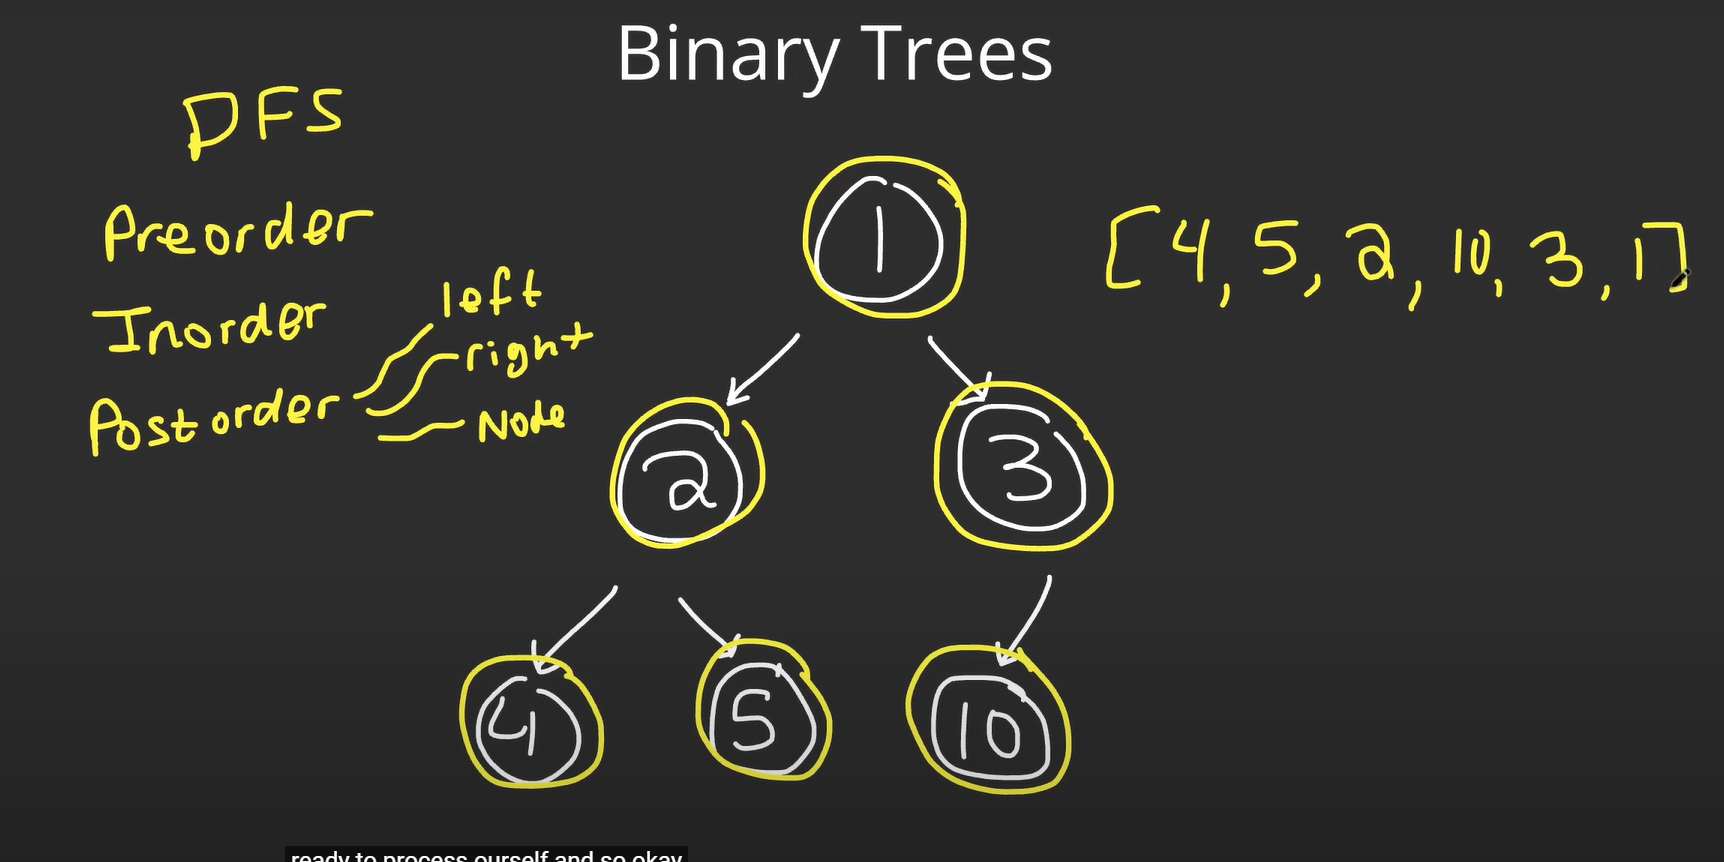 Binary Trees
DFS
Preorder
Inorder
Postorder
left
right
Node
[4, 5, 2, 10, 3, 1]
1
2
3
4
5
10
ready to process ourself and so okay